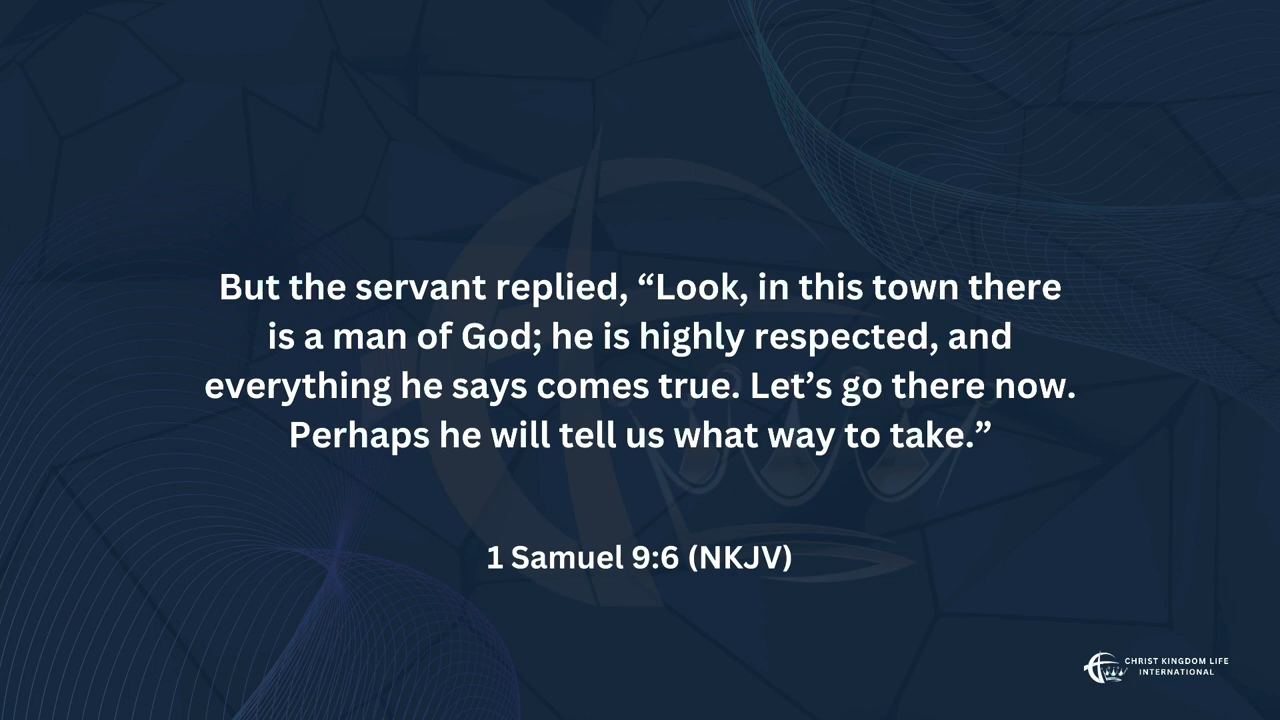 But the servant replied, “Look, in this town there
is a man of God; he is highly respected, and
everything he says comes true. Let’s go there now.
Perhaps he will tell us what way to take.”
1 Samuel 9:6 (NKJV)
CHRIST KINGDOM LIFE
INTERNATIONAL